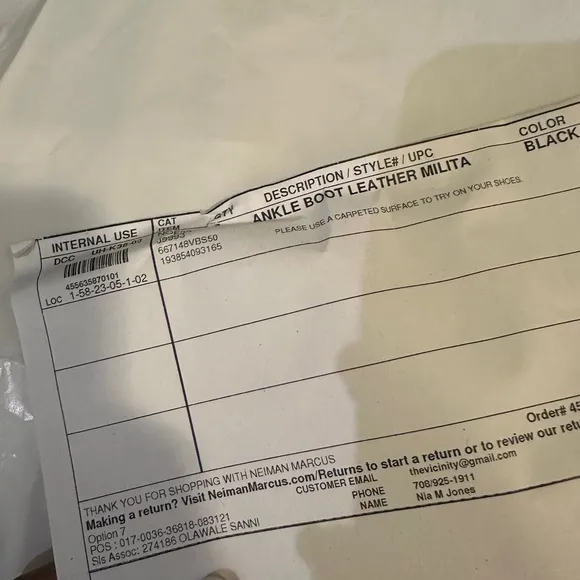 INTERNAL USE
CAT
DESCRIPTION / STYLE# / UPC
COLOR
DCC
ANKLE BOOT LEATHER MILITA
BLACK
PLEASE USE A CARPETED SURFACE TO TRY ON YOUR SHOES.
667148VBS50
193854093165
455635870101
LOC 1-58-23-05-1-02
Order# 45
THANK YOU FOR SHOPPING WITH NEIMAN MARCUS
Making a return? Visit NeimanMarcus.com/Returns to start a return or to review our retu
Option 7
CUSTOMER EMAIL thevicinity@gmail.com
POS : 017-0036-36818-083121
PHONE 708/925-1911
Sls Assoc: 274186 OLAWALE SANNI
NAME Nia M Jones